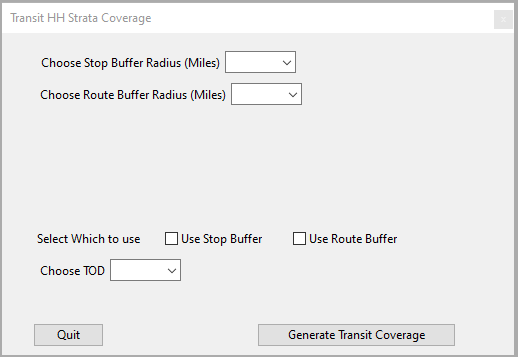 Transit HH Strata Coverage
Choose Stop Buffer Radius (Miles)
Choose Route Buffer Radius (Miles)
Select Which to use Use Stop Buffer Use Route Buffer
Choose TOD
Quit Generate Transit Coverage